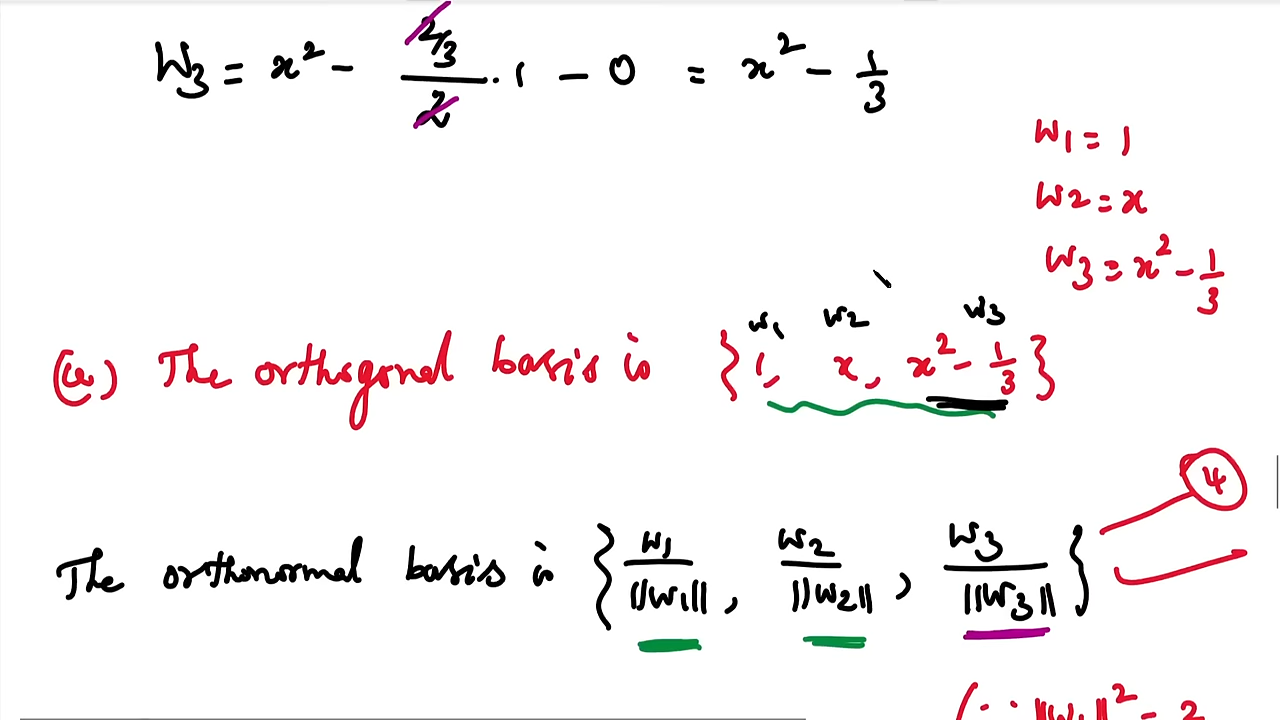 W3 = x² - (2/3)/2 · 1 - 0 = x² - 1/3
W1 = 1
W2 = x
W3 = x² - 1/3
W1 W2 W3
(a) The orthogonal basis is {1, x, x² - 1/3}
4
The orthonormal basis is {W1/||W1||, W2/||W2||, W3/||W3||}